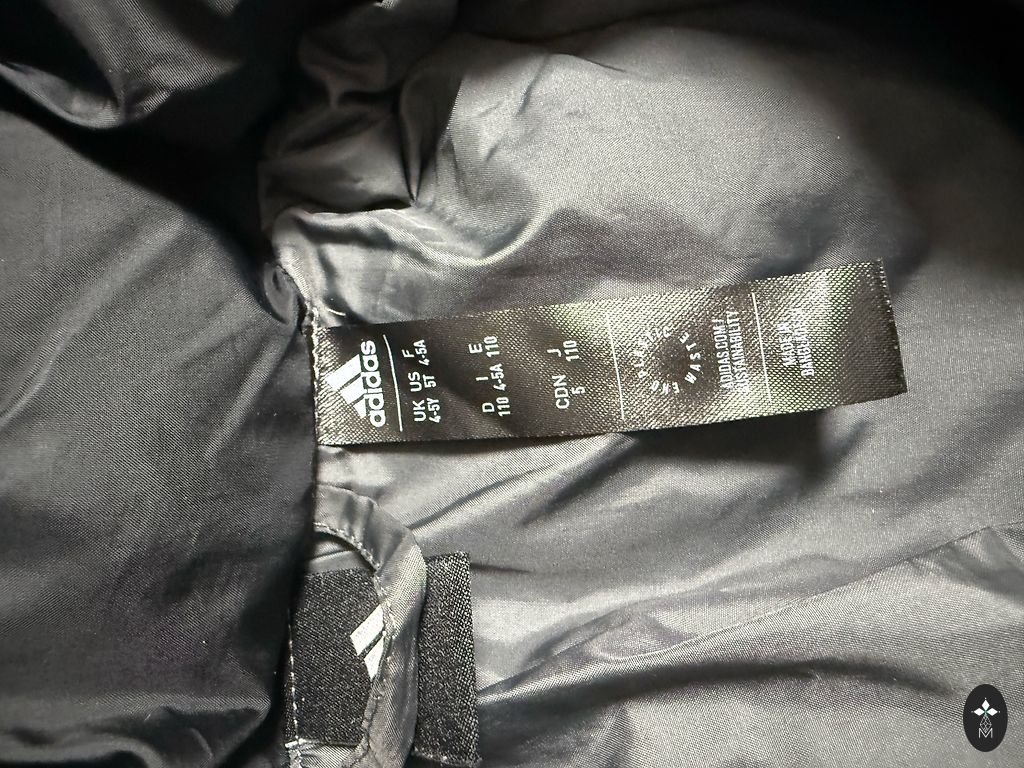 adidas
UK US F
4-5Y 5T 4-5A
D I E
110 4-5A 110
CDN J
5 110
END PLASTIC WASTE
ADIDAS.COM /
SUSTAINABILITY
MADE IN
BANGLADESH
M